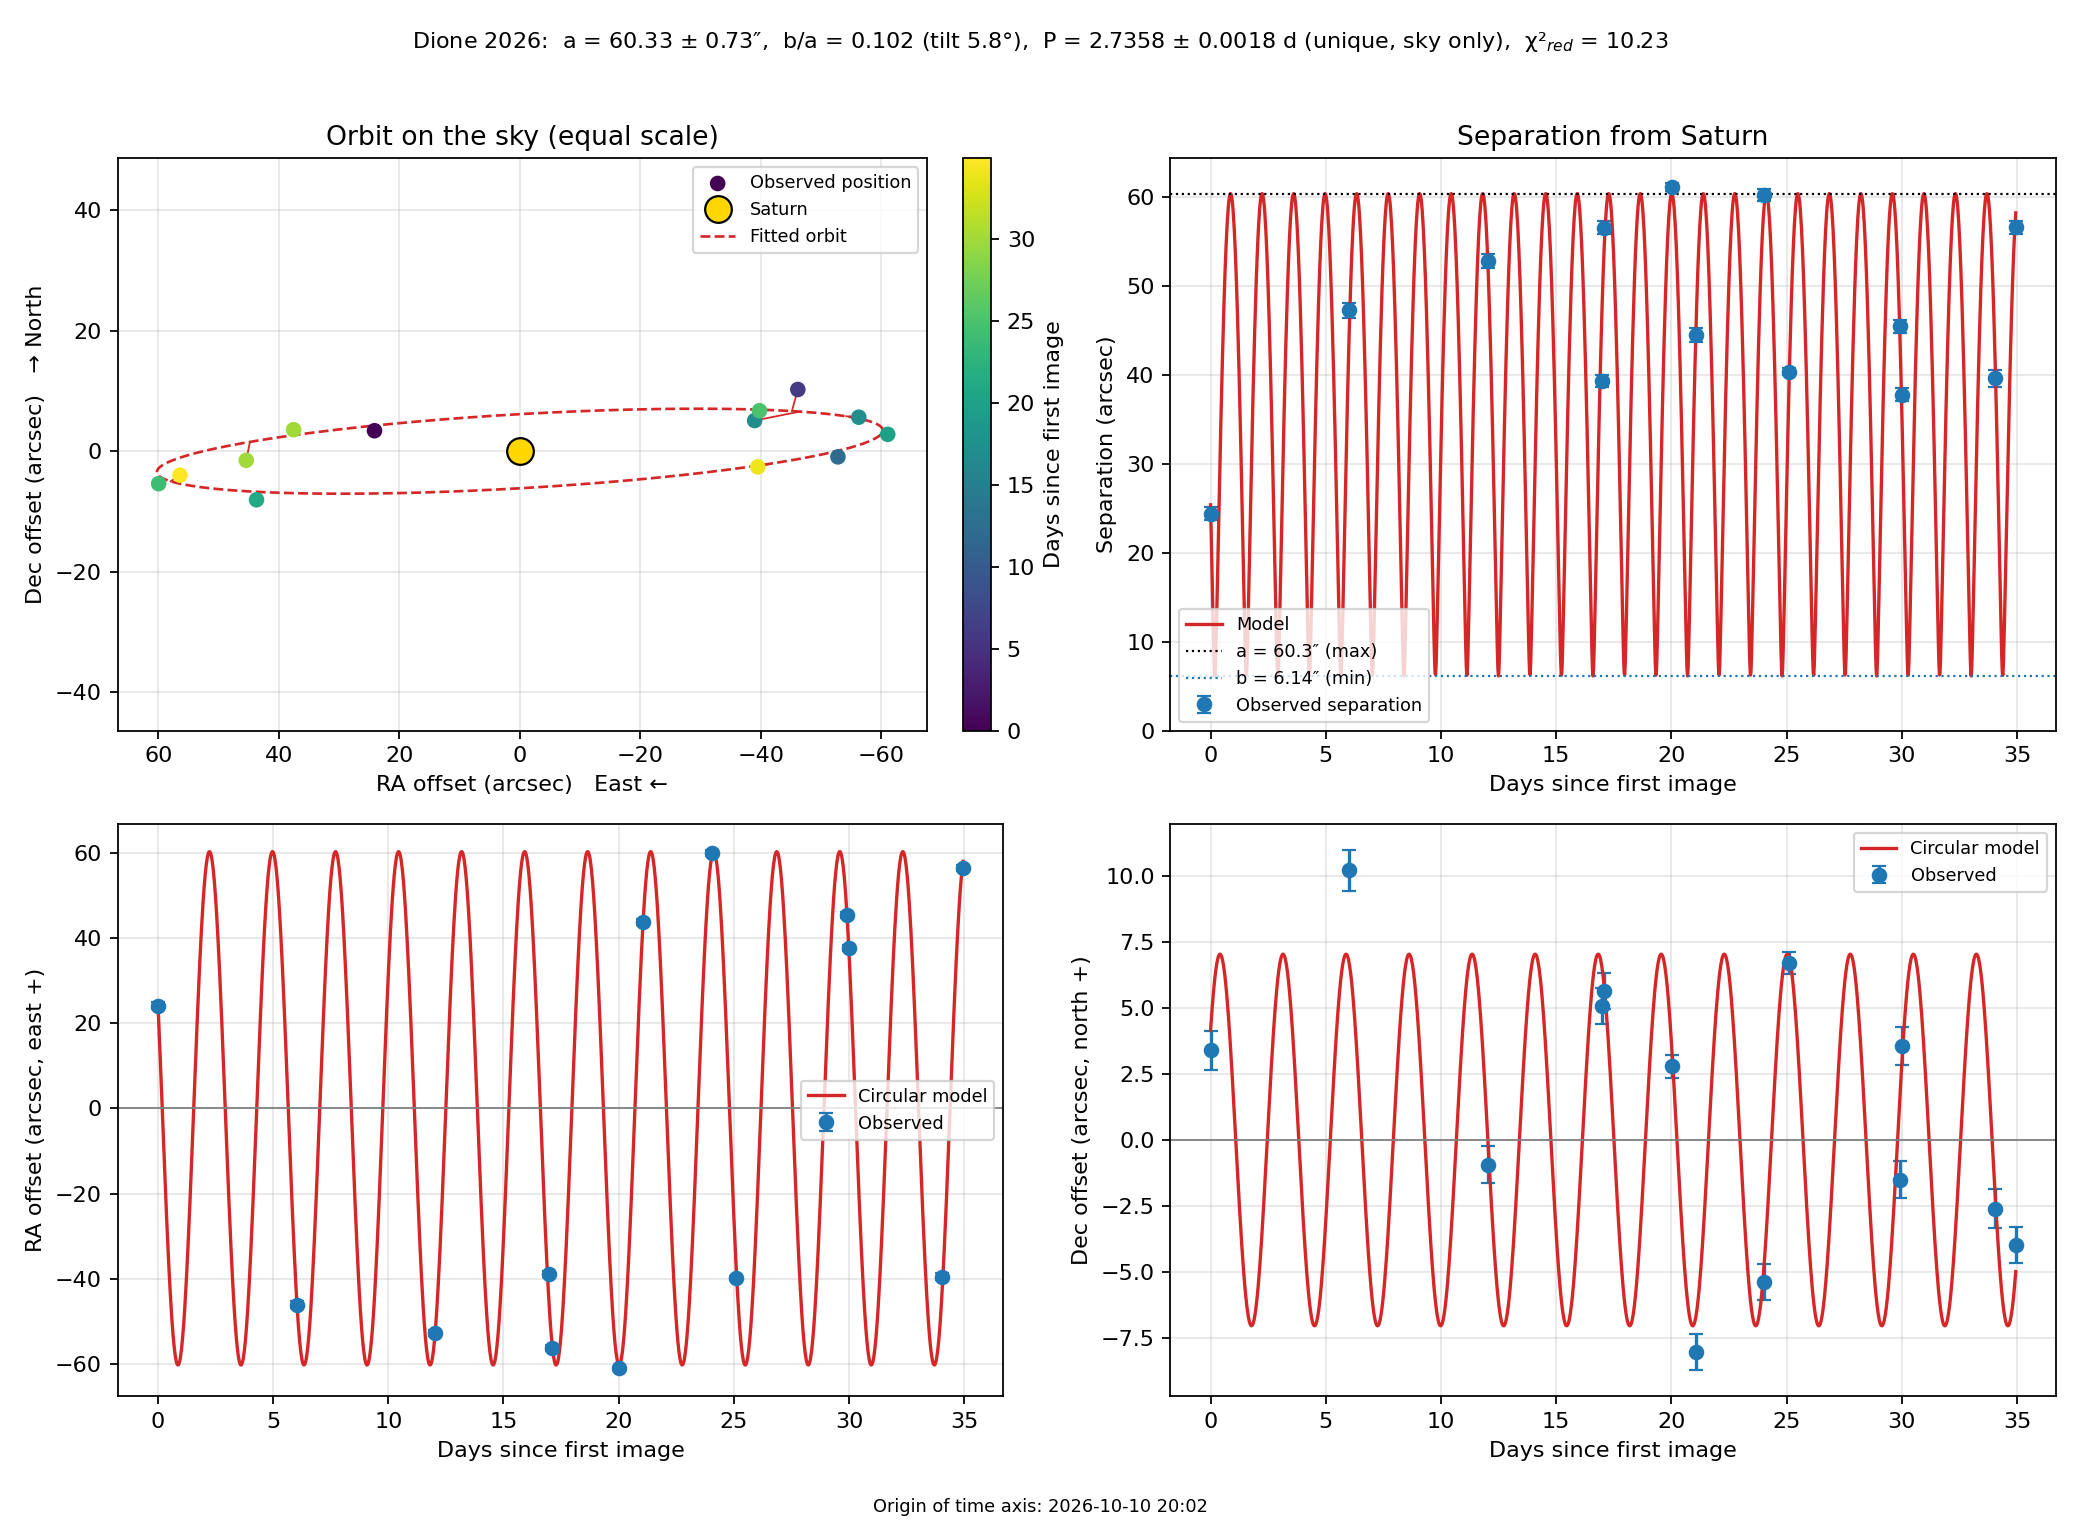 Dione 2026:  a = 60.33 ± 0.73″,  b/a = 0.102 (tilt 5.8°),  P = 2.7358 ± 0.0018 d (unique, sky only),  χ²red = 10.23
Orbit on the sky (equal scale)
Observed position
Saturn
Fitted orbit
40
20
0
−20
−40
60
40
20
0
−20
−40
−60
RA offset (arcsec)   East ←
Dec offset (arcsec)   → North
30
25
20
15
10
5
0
Days since first image
Separation from Saturn
60
50
40
30
20
10
0
0
5
10
15
20
25
30
35
Days since first image
Separation (arcsec)
Model
a = 60.3″ (max)
b = 6.14″ (min)
Observed separation
60
40
20
0
−20
−40
−60
0
5
10
15
20
25
30
35
Days since first image
RA offset (arcsec, east +)
Circular model
Observed
10.0
7.5
5.0
2.5
0.0
−2.5
−5.0
−7.5
0
5
10
15
20
25
30
35
Days since first image
Dec offset (arcsec, north +)
Circular model
Observed
Origin of time axis: 2026-10-10 20:02